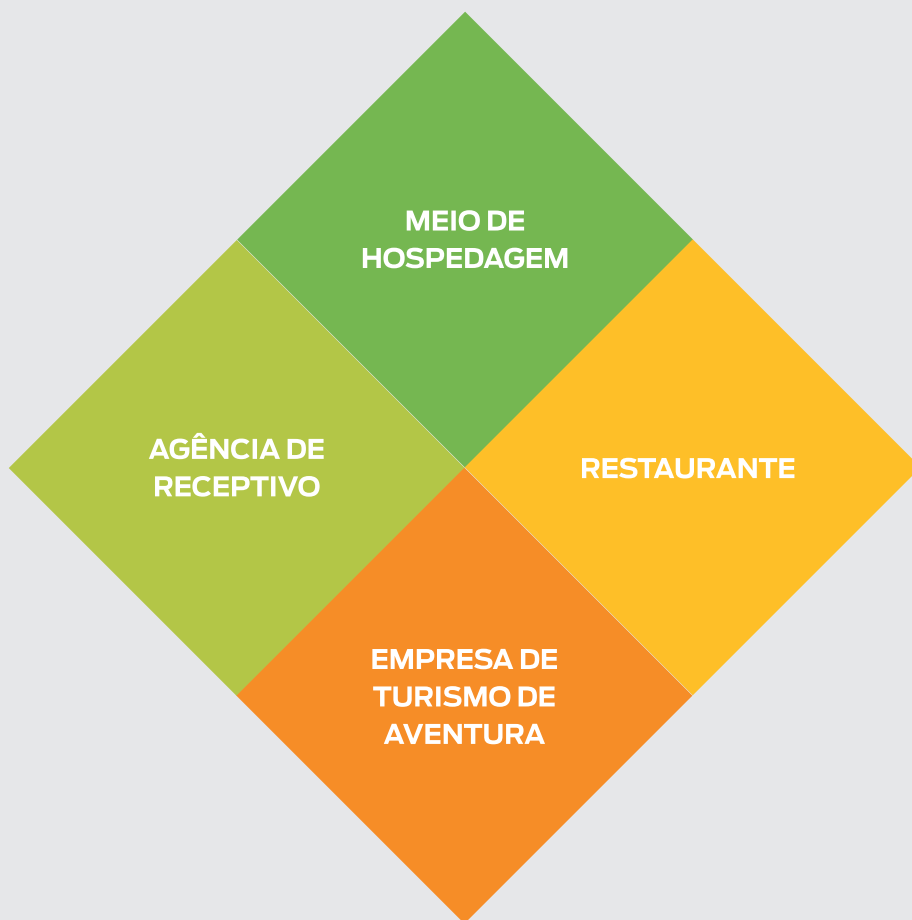 MEIO DE
HOSPEDAGEM
AGÊNCIA DE
RECEPTIVO
RESTAURANTE
EMPRESA DE
TURISMO DE
AVENTURA